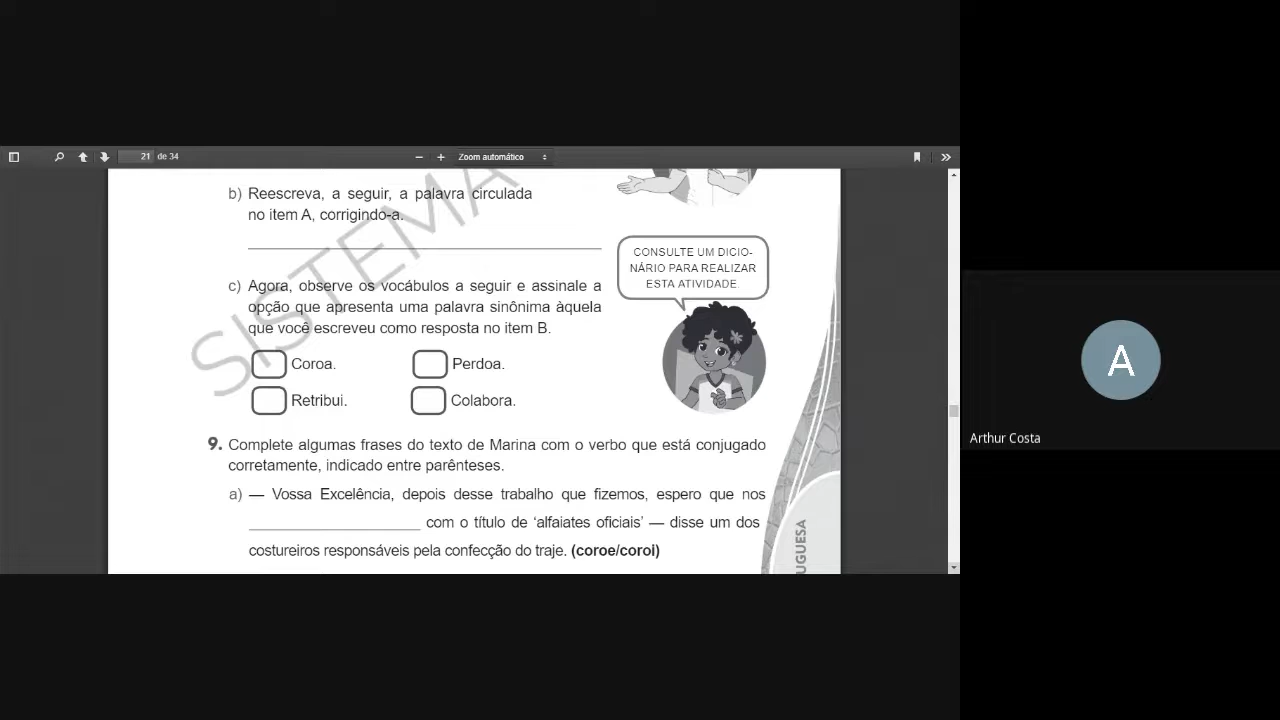 21 de 34
Zoom automático
SISTEMA
b) Reescreva, a seguir, a palavra circulada
no item A, corrigindo-a.
CONSULTE UM DICIO-
NÁRIO PARA REALIZAR
ESTA ATIVIDADE.
c) Agora, observe os vocábulos a seguir e assinale a
opção que apresenta uma palavra sinônima àquela
que você escreveu como resposta no item B.
Coroa. Perdoa.
Retribui. Colabora.
9. Complete algumas frases do texto de Marina com o verbo que está conjugado
corretamente, indicado entre parênteses.
a) — Vossa Excelência, depois desse trabalho que fizemos, espero que nos
____________________ com o título de ‘alfaiates oficiais’ — disse um dos
costureiros responsáveis pela confecção do traje. (coroe/coroi)
UGUESA
A
Arthur Costa